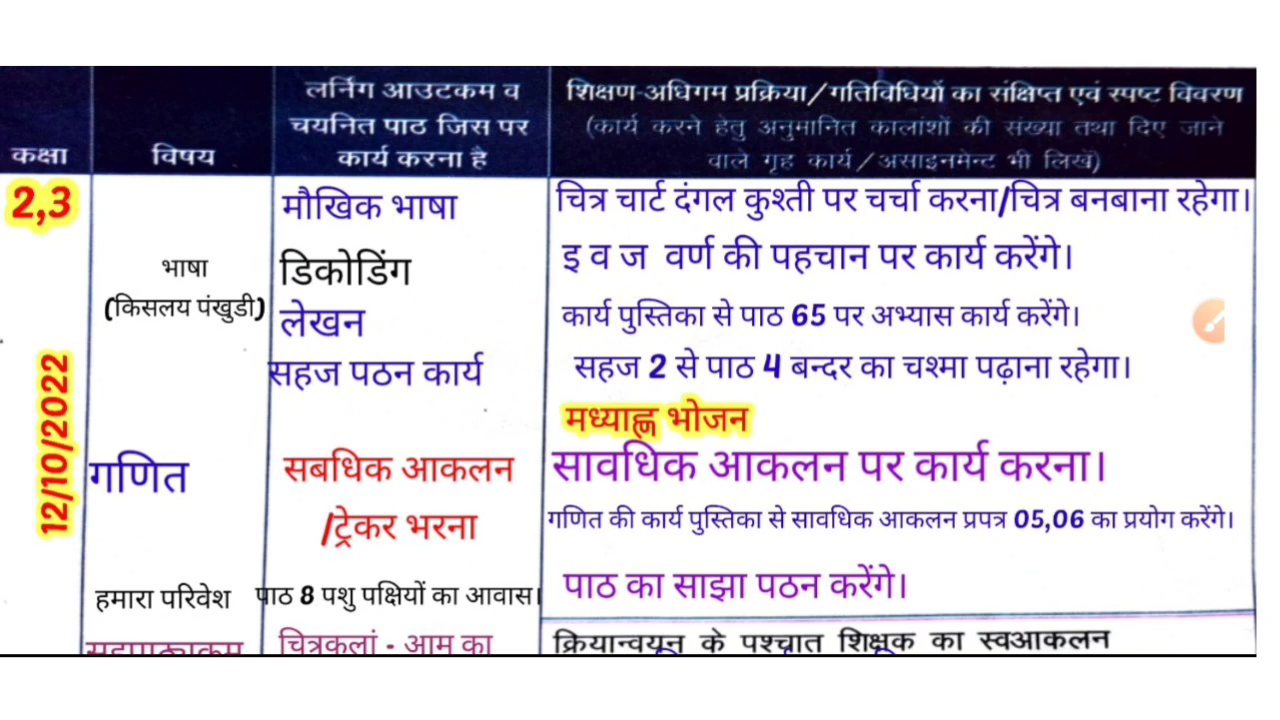 कक्षा
विषय
लर्निंग आउटकम व
चयनित पाठ जिस पर
कार्य करना है
शिक्षण-अधिगम प्रक्रिया/गतिविधियों का संक्षिप्त एवं स्पष्ट विवरण
(कार्य करने हेतु अनुमानित कालांशों की संख्या तथा दिए जाने
वाले गृह कार्य/असाइनमेन्ट भी लिखें)
2,3
12/10/2022
भाषा
(किसलय पंखुडी)
मौखिक भाषा
चित्र चार्ट दंगल कुश्ती पर चर्चा करना/चित्र बनबाना रहेगा।
डिकोडिंग
इ व ज वर्ण की पहचान पर कार्य करेंगे।
लेखन
कार्य पुस्तिका से पाठ 65 पर अभ्यास कार्य करेंगे।
सहज पठन कार्य
सहज 2 से पाठ 4 बन्दर का चश्मा पढ़ाना रहेगा।
मध्याह्न भोजन
गणित
सबधिक आकलन
/ट्रेकर भरना
सावधिक आकलन पर कार्य करना।
गणित की कार्य पुस्तिका से सावधिक आकलन प्रपत्र 05,06 का प्रयोग करेंगे।
हमारा परिवेश
पाठ 8 पशु पक्षियों का आवास।
पाठ का साझा पठन करेंगे।
चित्रकलां - आम का
क्रियान्वयन के पश्चात शिक्षक का स्वआकलन